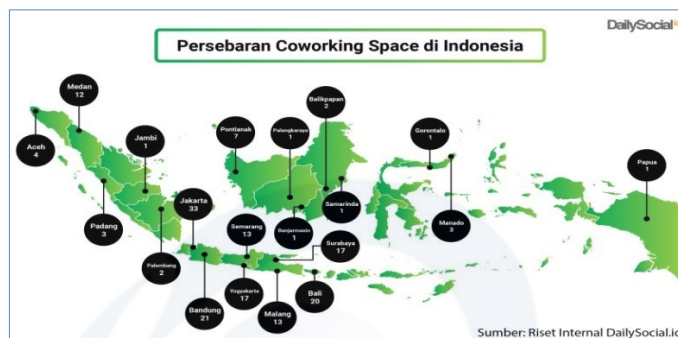 DailySocial
Persebaran Coworking Space di Indonesia
Medan
12
Aceh
4
Jambi
1
Padang
3
Palembang
2
Jakarta
33
Bandung
21
Semarang
13
Yogyakarta
17
Surabaya
17
Malang
13
Bali
20
Pontianak
7
Palangkaraya
1
Balikpapan
2
Banjarmasin
1
Samarinda
1
Gorontalo
1
Manado
3
Papua
1
Sumber: Riset Internal DailySocial.id